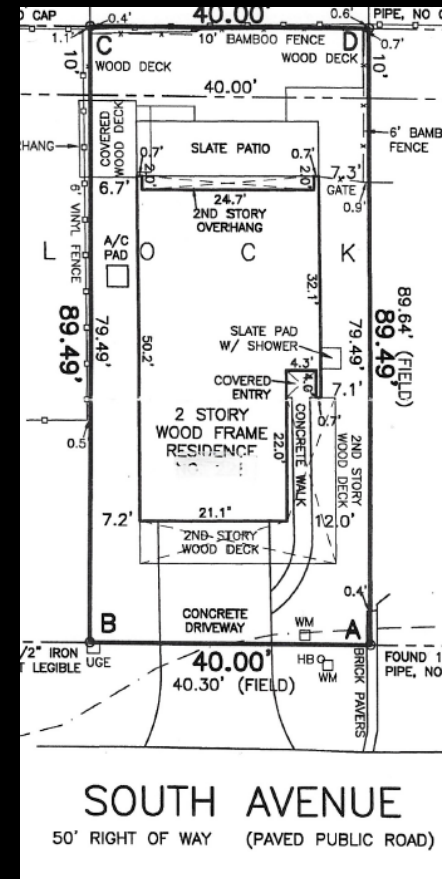 CAP
0.4'
40.00'
0.6'
PIPE, NO
1.1'
C
10'
BAMBOO FENCE
D
0.7'
10'
WOOD DECK
WOOD DECK
10'
40.00'
COVERED
WOOD DECK
HANG
6' BAMB
FENCE
SLATE PATIO
0.7'
2.0'
0.7'
2.0'
7.3'
GATE
6.7'
24.7'
2ND STORY
OVERHANG
0.9'
6' VINYL FENCE
A/C
PAD
L
O
C
K
32.1'
89.49'
79.49'
50.2'
SLATE PAD
W/ SHOWER
79.49'
89.49'
89.64' (FIELD)
4.3'
4.0'
COVERED
ENTRY
7.1'
0.7'
2 STORY
WOOD FRAME
RESIDENCE
22.0'
CONCRETE WALK
2ND STORY
WOOD DECK
0.5'
7.2'
21.1"
12.0'
2ND STORY
WOOD DECK
0.4'
CONCRETE
DRIVEWAY
B
WM
A
/2" IRON
T LEGIBLE
UGE
40.00'
40.30' (FIELD)
HB
WM
BRICK PAVERS
FOUND 1
PIPE, NO
SOUTH AVENUE
50' RIGHT OF WAY (PAVED PUBLIC ROAD)